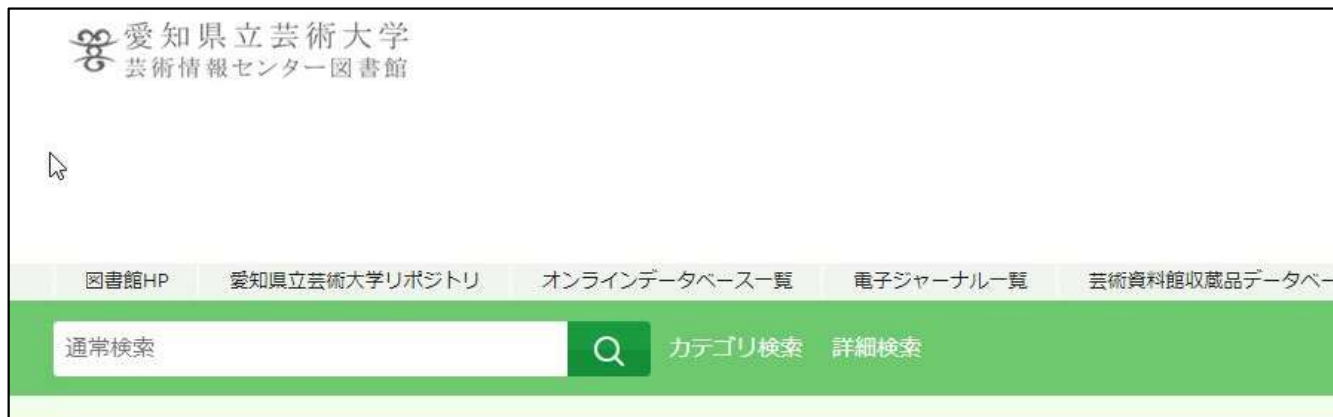 愛知県立芸術大学
芸術情報センター図書館
図書館HP 愛知県立芸術大学リポジトリ オンラインデータベース一覧 電子ジャーナル一覧 芸術資料館収蔵品データベー
通常検索 カテゴリ検索 詳細検索